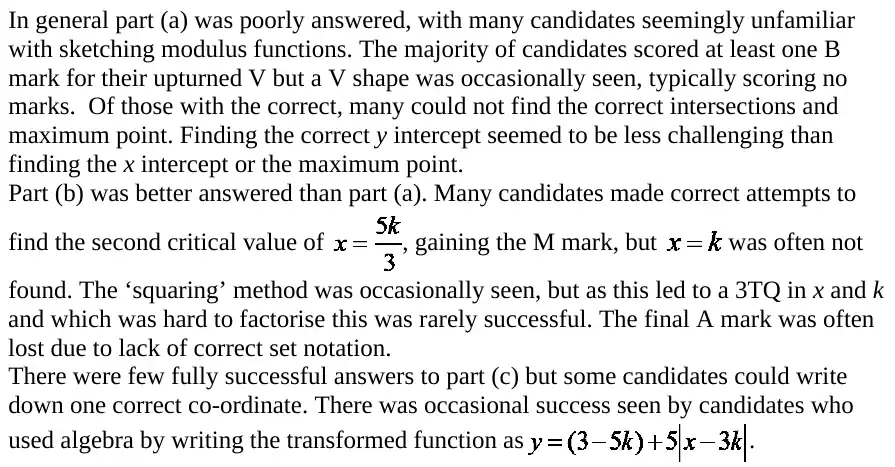 In general part (a) was poorly answered, with many candidates seemingly unfamiliar
with sketching modulus functions. The majority of candidates scored at least one B
mark for their upturned V but a V shape was occasionally seen, typically scoring no
marks.  Of those with the correct, many could not find the correct intersections and
maximum point. Finding the correct y intercept seemed to be less challenging than
finding the x intercept or the maximum point.
Part (b) was better answered than part (a). Many candidates made correct attempts to
find the second critical value of x = 5k/3, gaining the M mark, but x = k was often not
found. The ‘squaring’ method was occasionally seen, but as this led to a 3TQ in x and k
and which was hard to factorise this was rarely successful. The final A mark was often
lost due to lack of correct set notation.
There were few fully successful answers to part (c) but some candidates could write
down one correct co-ordinate. There was occasional success seen by candidates who
used algebra by writing the transformed function as y = (3 – 5k) + 5|x – 3k|.